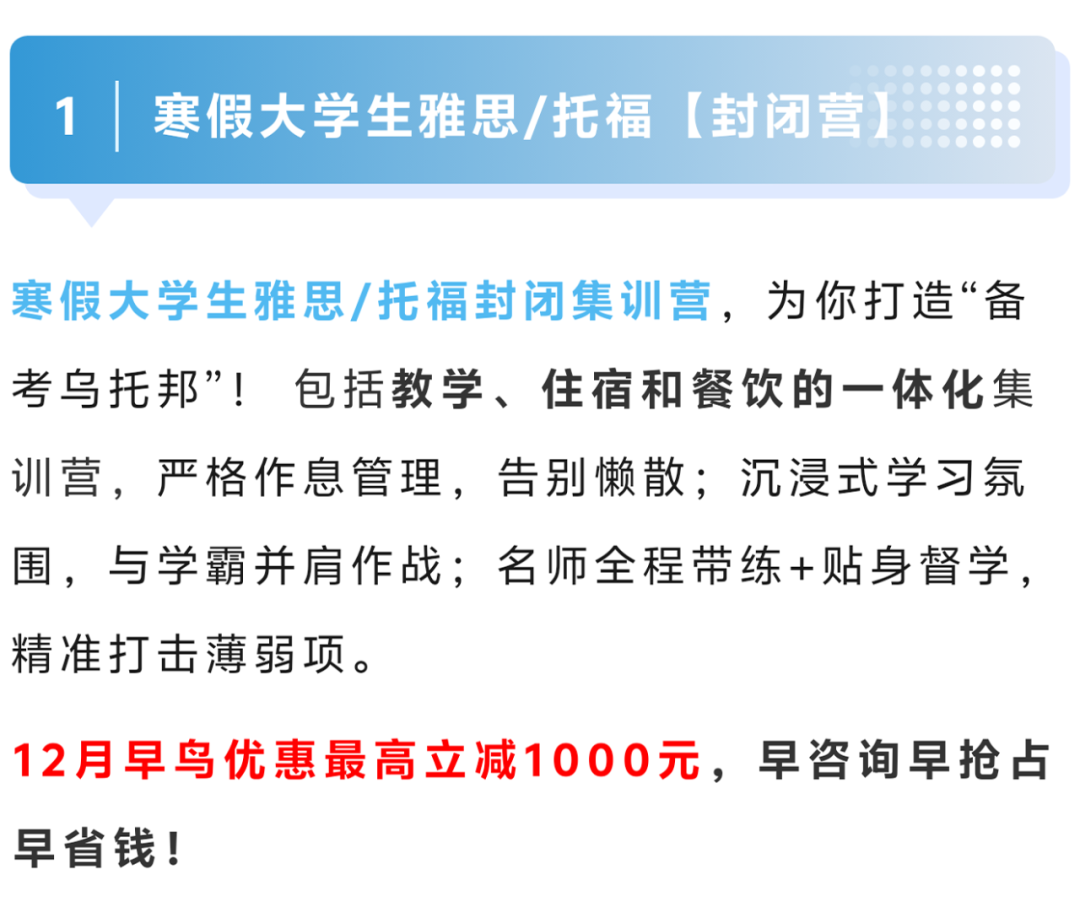 1 寒假大学生雅思/托福【封闭营】
寒假大学生雅思/托福封闭集训营，为你打造“备
考乌托邦”！ 包括教学、住宿和餐饮的一体化集
训营，严格作息管理，告别懒散；沉浸式学习氛
围，与学霸并肩作战；名师全程带练+贴身督学，
精准打击薄弱项。
12月早鸟优惠最高立减1000元，早咨询早抢占
早省钱！